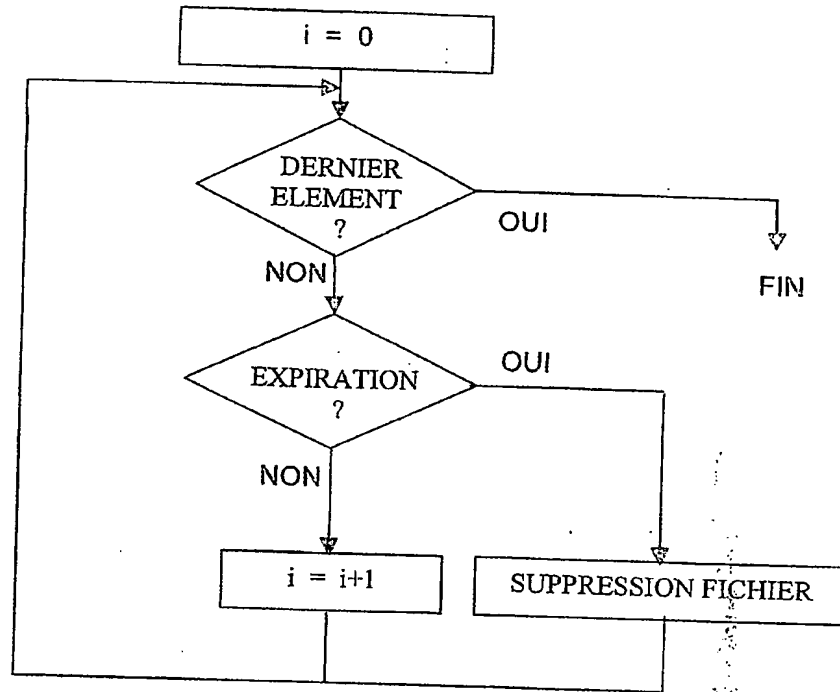 i = 0
DERNIER
ELEMENT
?
OUI
NON
FIN
EXPIRATION
?
OUI
NON
i = i+1
SUPPRESSION FICHIER